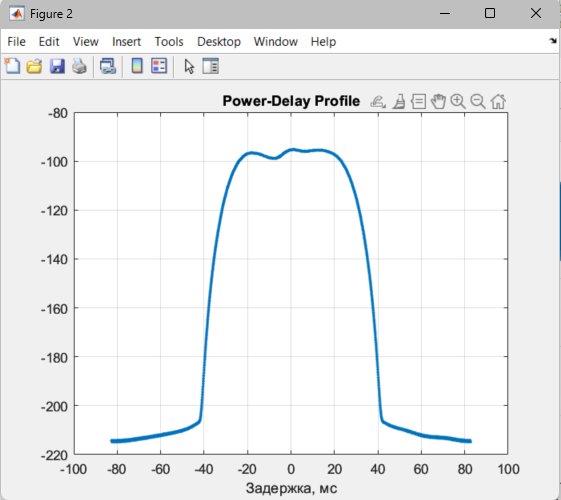 Figure 2
File Edit View Insert Tools Desktop Window Help
Power-Delay Profile
-80
-100
-120
-140
-160
-180
-200
-220
-100 -80 -60 -40 -20 0 20 40 60 80 100
Задержка, мс